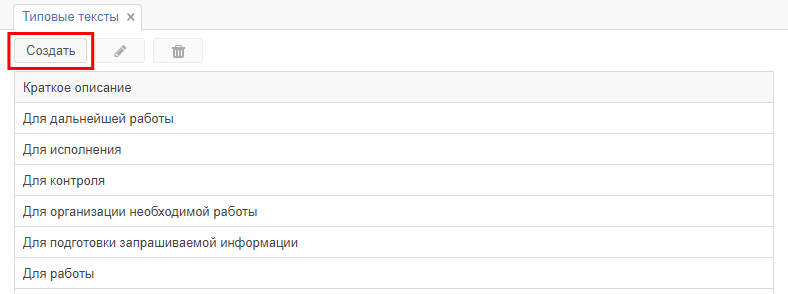 Типовые тексты
Создать
Краткое описание
Для дальнейшей работы
Для исполнения
Для контроля
Для организации необходимой работы
Для подготовки запрашиваемой информации
Для работы